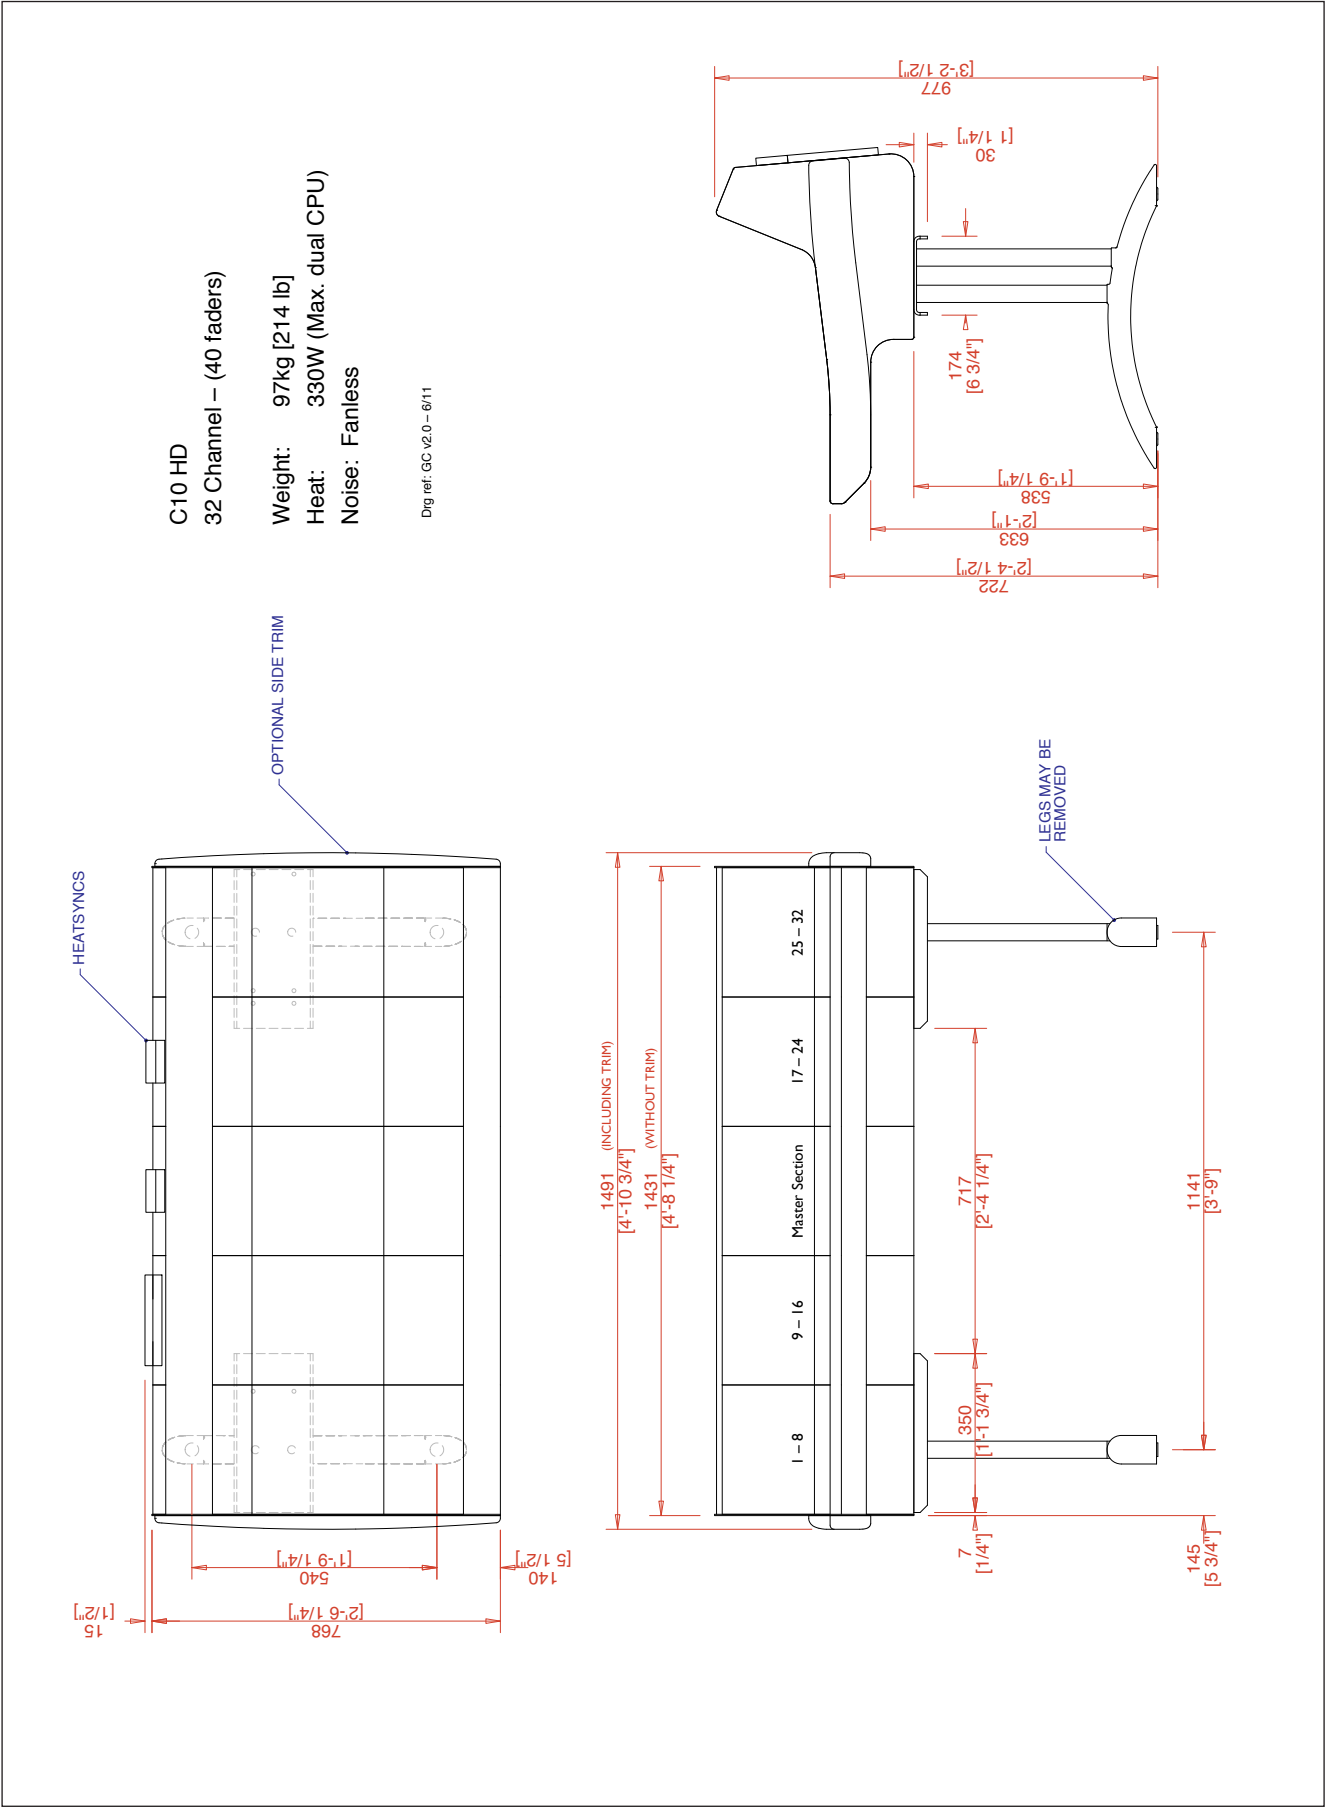 C10 HD
32 Channel – (40 faders)
Weight: 97kg [214 lb]
Heat: 330W (Max. dual CPU)
Noise: Fanless
Drg ref: GC v2.0 – 6/11
HEATSYNCS
OPTIONAL SIDE TRIM
15
[1/2"]
768
[2'-6 1/4"]
540
[1'-9 1/4"]
140
[5 1/2"]
1491 (INCLUDING TRIM)
[4'-10 3/4"]
1431 (WITHOUT TRIM)
[4'-8 1/4"]
1 – 8
9 – 16
Master Section
17 – 24
25 – 32
7
[1/4"]
350
[1'-1 3/4"]
717
[2'-4 1/4"]
145
[5 3/4"]
1141
[3'-9"]
LEGS MAY BE
REMOVED
722
[2'-4 1/2"]
633
[2'-1"]
538
[1'-9 1/4"]
174
[6 3/4"]
30
[1 1/4"]
977
[3'-2 1/2"]